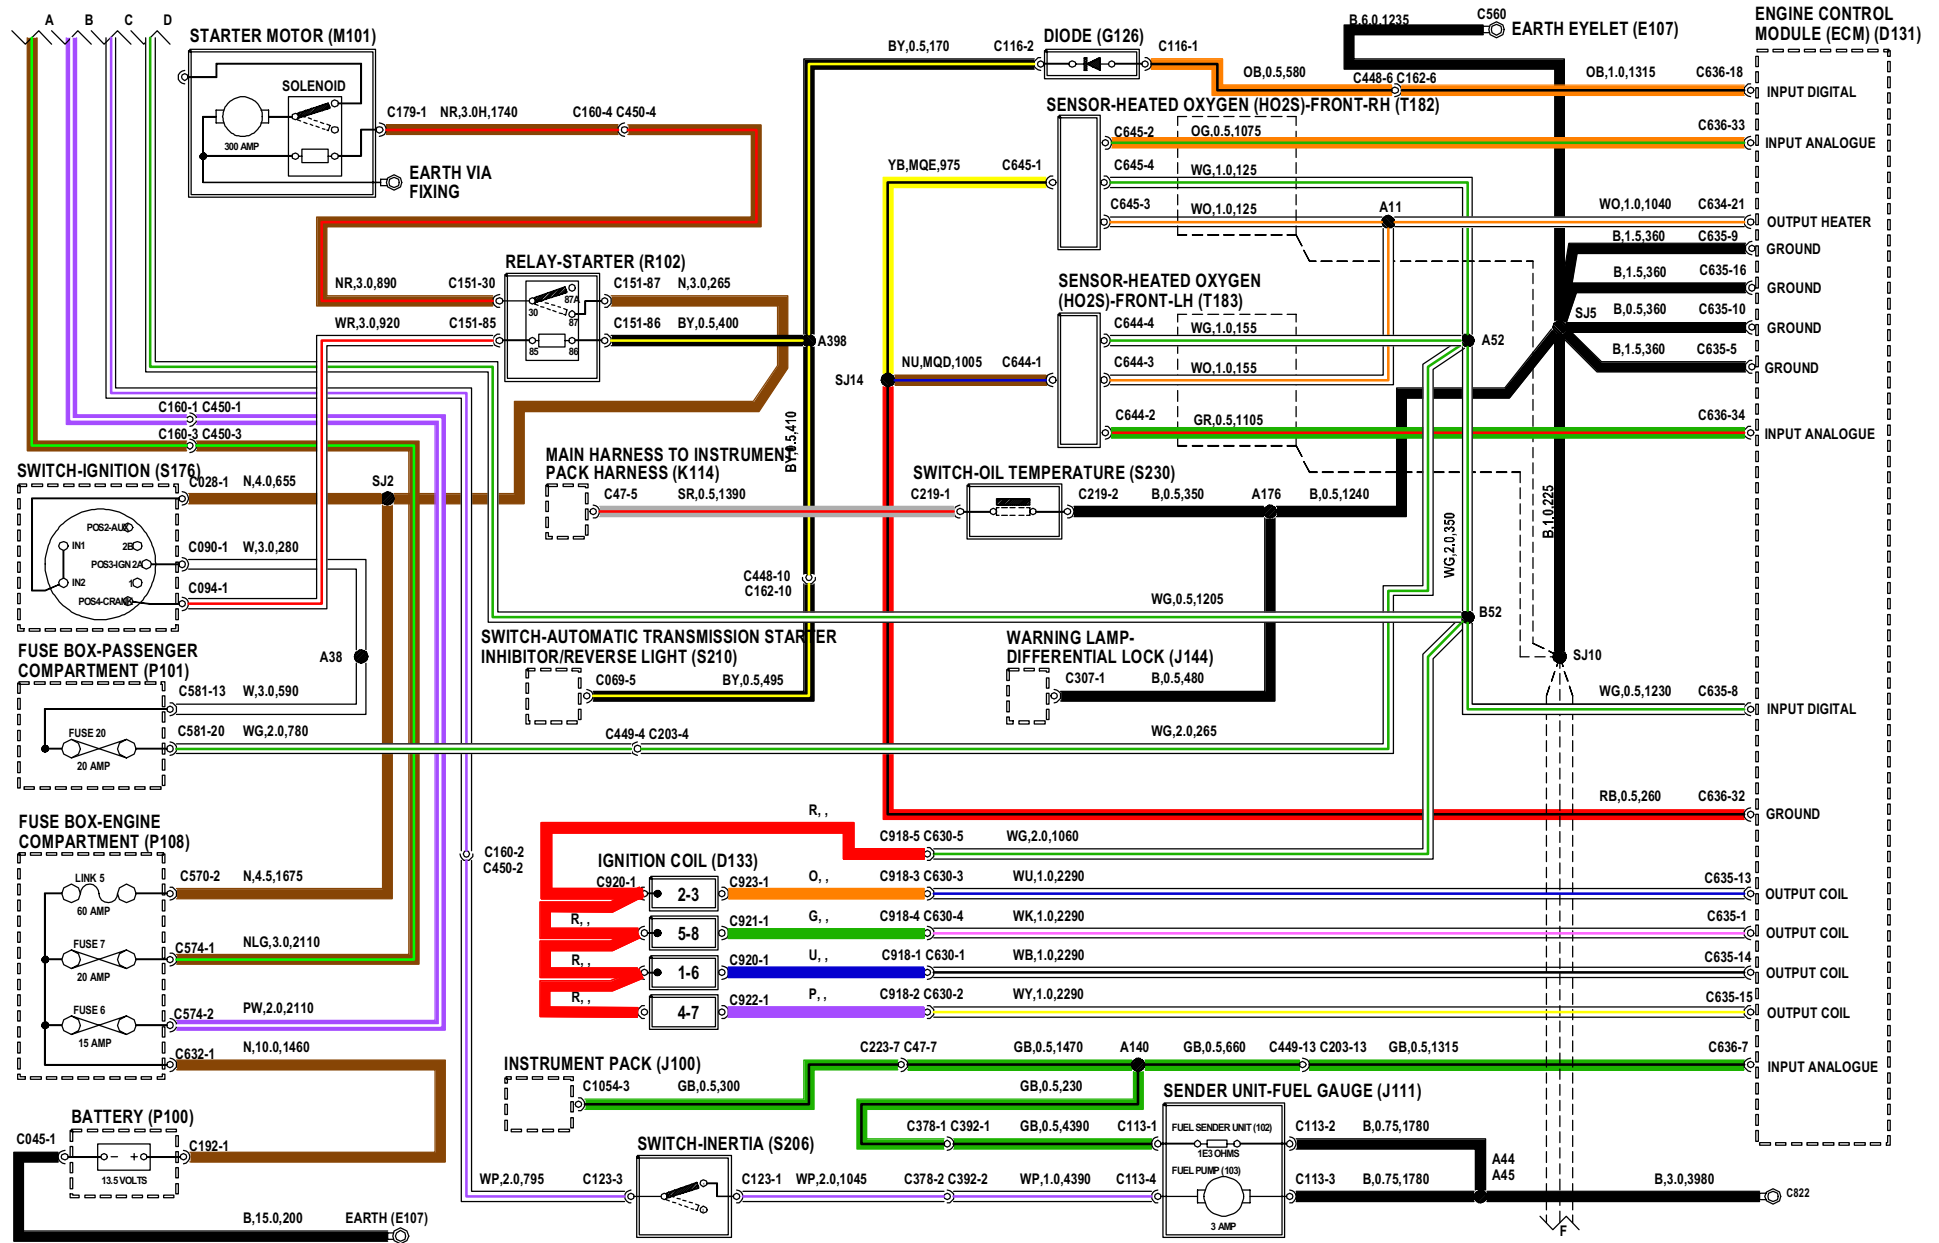 A B C D
STARTER MOTOR (M101)
SOLENOID
300 AMP
C179-1 NR,3.0H,1740 C160-4 C450-4
EARTH VIA
FIXING
BY,0.5,170 C116-2
DIODE (G126)
C116-1
OB,0.5,580
C448-6 C162-6
OB,1.0,1315 C636-18
B,6.0,1235
C560
EARTH EYELET (E107)
ENGINE CONTROL
MODULE (ECM) (D131)
INPUT DIGITAL
SENSOR-HEATED OXYGEN (HO2S)-FRONT-RH (T182)
C645-2 OG,0.5,1075 C636-33
INPUT ANALOGUE
YB,MQE,975 C645-1
C645-4 WG,1.0,125
C645-3 WO,1.0,125 A11 WO,1.0,1040 C634-21
OUTPUT HEATER
B,1.5,360 C635-9
GROUND
B,1.5,360 C635-16
GROUND
SJ5 B,0.5,360 C635-10
GROUND
B,1.5,360 C635-5
GROUND
RELAY-STARTER (R102)
NR,3.0,890 C151-30
C151-87 N,3.0,265
87A
30
87
WR,3.0,920 C151-85
C151-86 BY,0.5,400
85 86
A398
SENSOR-HEATED OXYGEN
(HO2S)-FRONT-LH (T183)
C644-4 WG,1.0,155 A52
NU,MQD,1005 C644-1
C644-3 WO,1.0,155
SJ14
C644-2 GR,0.5,1105 C636-34
INPUT ANALOGUE
C160-1 C450-1
C160-3 C450-3
BY,0.5,410
SWITCH-IGNITION (S176)
C028-1 N,4.0,655 SJ2
POS2-AUX
IN1 2B
POS3-IGN 2A
IN2 1
POS4-CRANK
C090-1 W,3.0,280
C094-1
MAIN HARNESS TO INSTRUMENT
PACK HARNESS (K114)
C47-5 SR,0.5,1390
SWITCH-OIL TEMPERATURE (S230)
C219-1 C219-2 B,0.5,350 A176 B,0.5,1240
WG,2.0,350
B,1.0,225
C448-10
C162-10
WG,0.5,1205
B52
SWITCH-AUTOMATIC TRANSMISSION STARTER
INHIBITOR/REVERSE LIGHT (S210)
C069-5 BY,0.5,495
WARNING LAMP-
DIFFERENTIAL LOCK (J144)
C307-1 B,0.5,480
SJ10
FUSE BOX-PASSENGER
COMPARTMENT (P101)
A38
C581-13 W,3.0,590
FUSE 20
20 AMP
C581-20 WG,2.0,780
C449-4 C203-4
WG,2.0,265
WG,0.5,1230 C635-8
INPUT DIGITAL
RB,0.5,260 C636-32
GROUND
FUSE BOX-ENGINE
COMPARTMENT (P108)
LINK 5
60 AMP
C570-2 N,4.5,1675
FUSE 7
20 AMP
C574-1 NLG,3.0,2110
FUSE 6
15 AMP
C574-2 PW,2.0,2110
C632-1 N,10.0,1460
C160-2
C450-2
R, ,
C918-5 C630-5 WG,2.0,1060
IGNITION COIL (D133)
C920-1 2-3 C923-1 O, , C918-3 C630-3 WU,1.0,2290 C635-13
OUTPUT COIL
R, , 5-8 C921-1 G, , C918-4 C630-4 WK,1.0,2290 C635-1
OUTPUT COIL
R, , 1-6 C920-1 U, , C918-1 C630-1 WB,1.0,2290 C635-14
OUTPUT COIL
R, , 4-7 C922-1 P, , C918-2 C630-2 WY,1.0,2290 C635-15
OUTPUT COIL
INSTRUMENT PACK (J100)
C1054-3 GB,0.5,300
C223-7 C47-7 GB,0.5,1470 A140 GB,0.5,660 C449-13 C203-13 GB,0.5,1315 C636-7
INPUT ANALOGUE
GB,0.5,230
SENDER UNIT-FUEL GAUGE (J111)
C378-1 C392-1 GB,0.5,4390 C113-1
FUEL SENDER UNIT (102)
1E3 OHMS
C113-2 B,0.75,1780
BATTERY (P100)
C045-1 C192-1
− +
13.5 VOLTS
SWITCH-INERTIA (S206)
WP,2.0,795 C123-3 C123-1 WP,2.0,1045 C378-2 C392-2 WP,1.0,4390 C113-4
FUEL PUMP (103)
3 AMP
C113-3 B,0.75,1780
A44
A45
B,3.0,3980
C822
B,15.0,200 EARTH (E107)
F